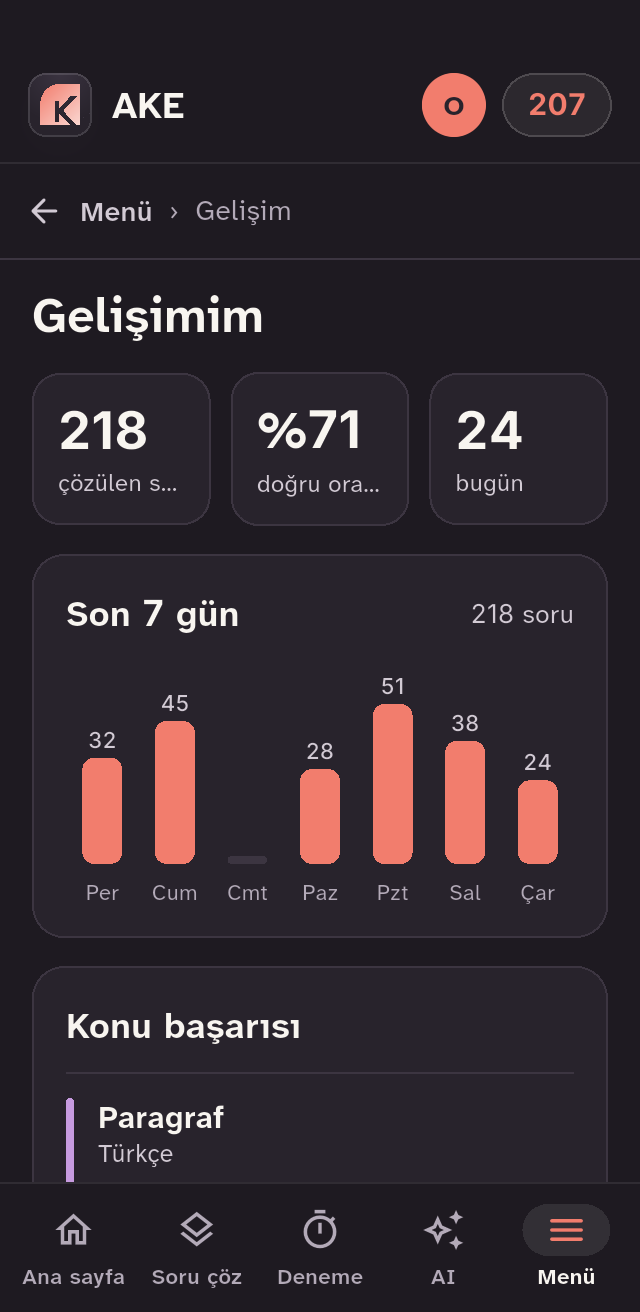 K
AKE
O
207
Menü › Gelişim
Gelişimim
218
çözülen s...
%71
doğru ora...
24
bugün
Son 7 gün
218 soru
32
45
28
51
38
24
Per
Cum
Cmt
Paz
Pzt
Sal
Çar
Konu başarısı
Paragraf
Türkçe
Ana sayfa
Soru çöz
Deneme
AI
Menü